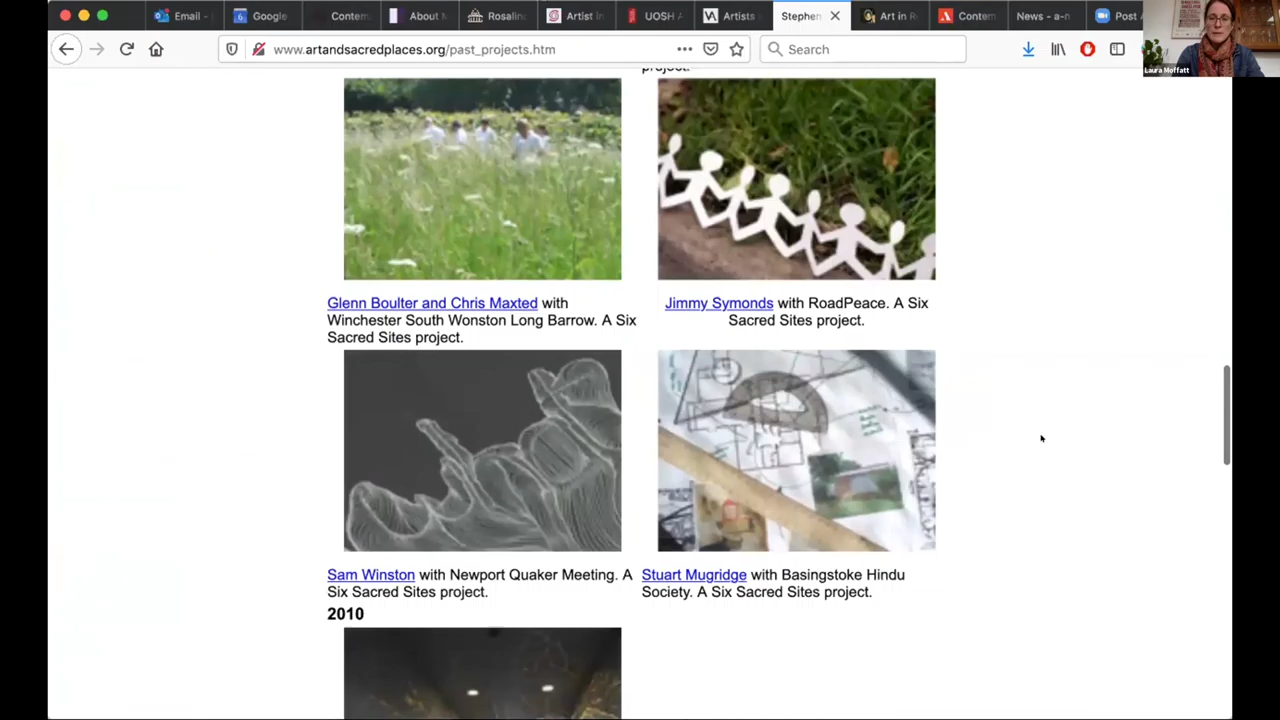 Email -
Google
Contem
About M
Rosalin
Artist in
UOSH A
Artists
Stephen
Art in R
Contem
News - a-n
Post A
www.artandsacredplaces.org/past_projects.htm
Search
Laura Moffatt
project.
Glenn Boulter and Chris Maxted with
Winchester South Wonston Long Barrow. A Six
Sacred Sites project.
Jimmy Symonds with RoadPeace. A Six
Sacred Sites project.
Sam Winston with Newport Quaker Meeting. A
Six Sacred Sites project.
Stuart Mugridge with Basingstoke Hindu
Society. A Six Sacred Sites project.
2010